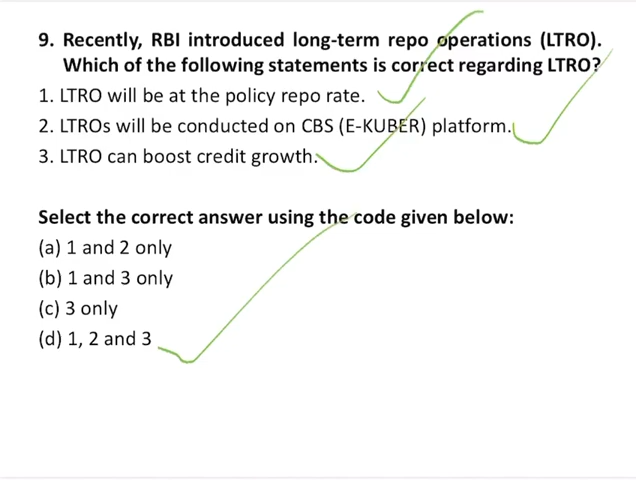 9. Recently, RBI introduced long-term repo operations (LTRO).
Which of the following statements is correct regarding LTRO?
1. LTRO will be at the policy repo rate.
2. LTROs will be conducted on CBS (E-KUBER) platform.
3. LTRO can boost credit growth.
Select the correct answer using the code given below:
(a) 1 and 2 only
(b) 1 and 3 only
(c) 3 only
(d) 1, 2 and 3